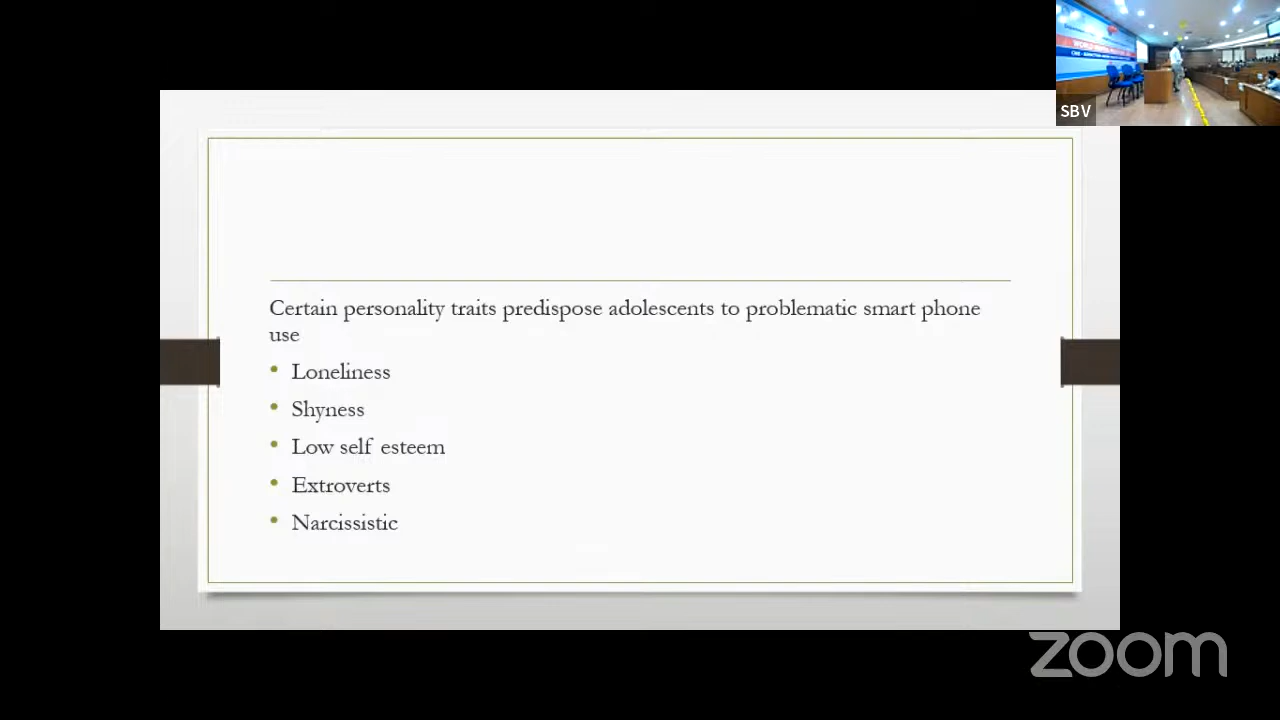 SBV
Certain personality traits predispose adolescents to problematic smart phone
use
• Loneliness
• Shyness
• Low self esteem
• Extroverts
• Narcissistic
zoom